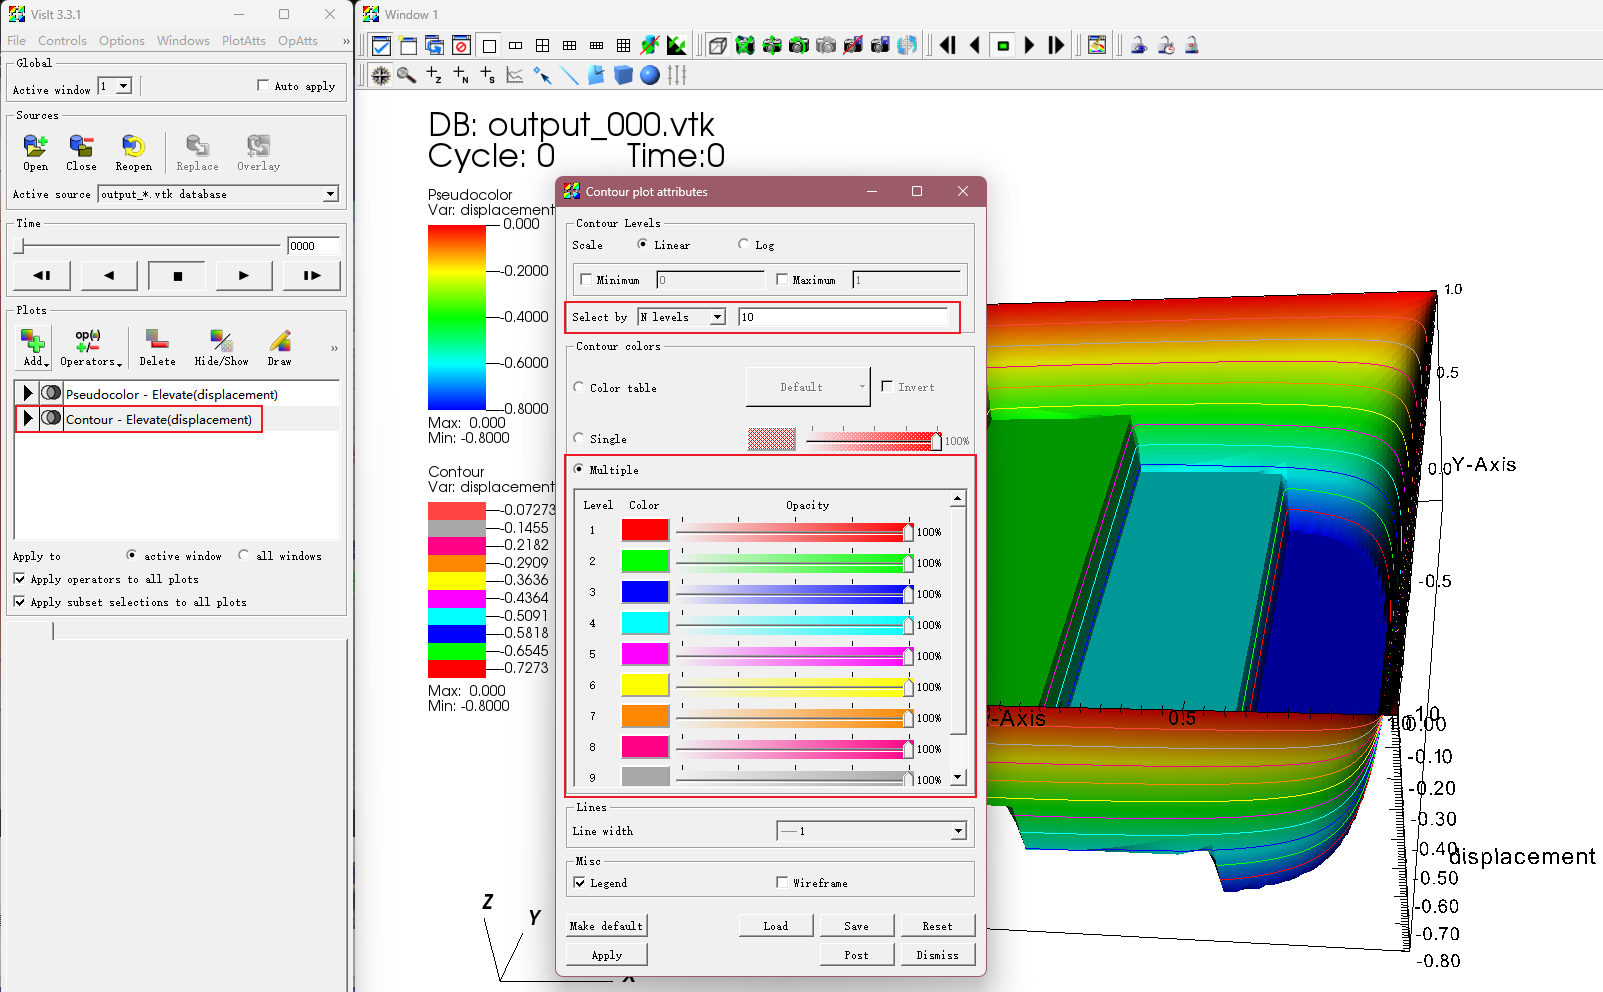 VisIt 3.3.1
File Controls Options Windows PlotAtts OpAtts »
Global
Active window 1 Auto apply
Sources
Open Close Reopen Replace Overlay
Active source output_*.vtk database
Time
0000
Plots
Add Operators Delete Hide/Show Draw »
op(•)
Pseudocolor - Elevate(displacement)
Contour - Elevate(displacement)
Apply to active window all windows
Apply operators to all plots
Apply subset selections to all plots
Window 1
z N s
DB: output_000.vtk
Cycle: 0 Time:0
Pseudocolor
Var: displacement
0.000
-0.2000
-0.4000
-0.6000
-0.8000
Max: 0.000
Min: -0.8000
Contour
Var: displacement
-0.07273
-0.1455
-0.2182
-0.2909
-0.3636
-0.4364
-0.5091
-0.5818
-0.6545
-0.7273
Max: 0.000
Min: -0.8000
Z
Y
X
Contour plot attributes
Contour Levels
Scale Linear Log
Minimum 0 Maximum 1
Select by N levels 10
Contour colors
Color table Default Invert
Single 100%
Multiple
Level Color Opacity
1 100%
2 100%
3 100%
4 100%
5 100%
6 100%
7 100%
8 100%
9 100%
Lines
Line width 1
Misc
Legend Wireframe
Make default Load Save Reset
Apply Post Dismiss
1.0
0.5
0.0
Y-Axis
-0.5
-Axis
0.5
0.00
-0.10
-0.20
-0.30
-0.40
displacement
-0.50
-0.60
-0.70
-0.80